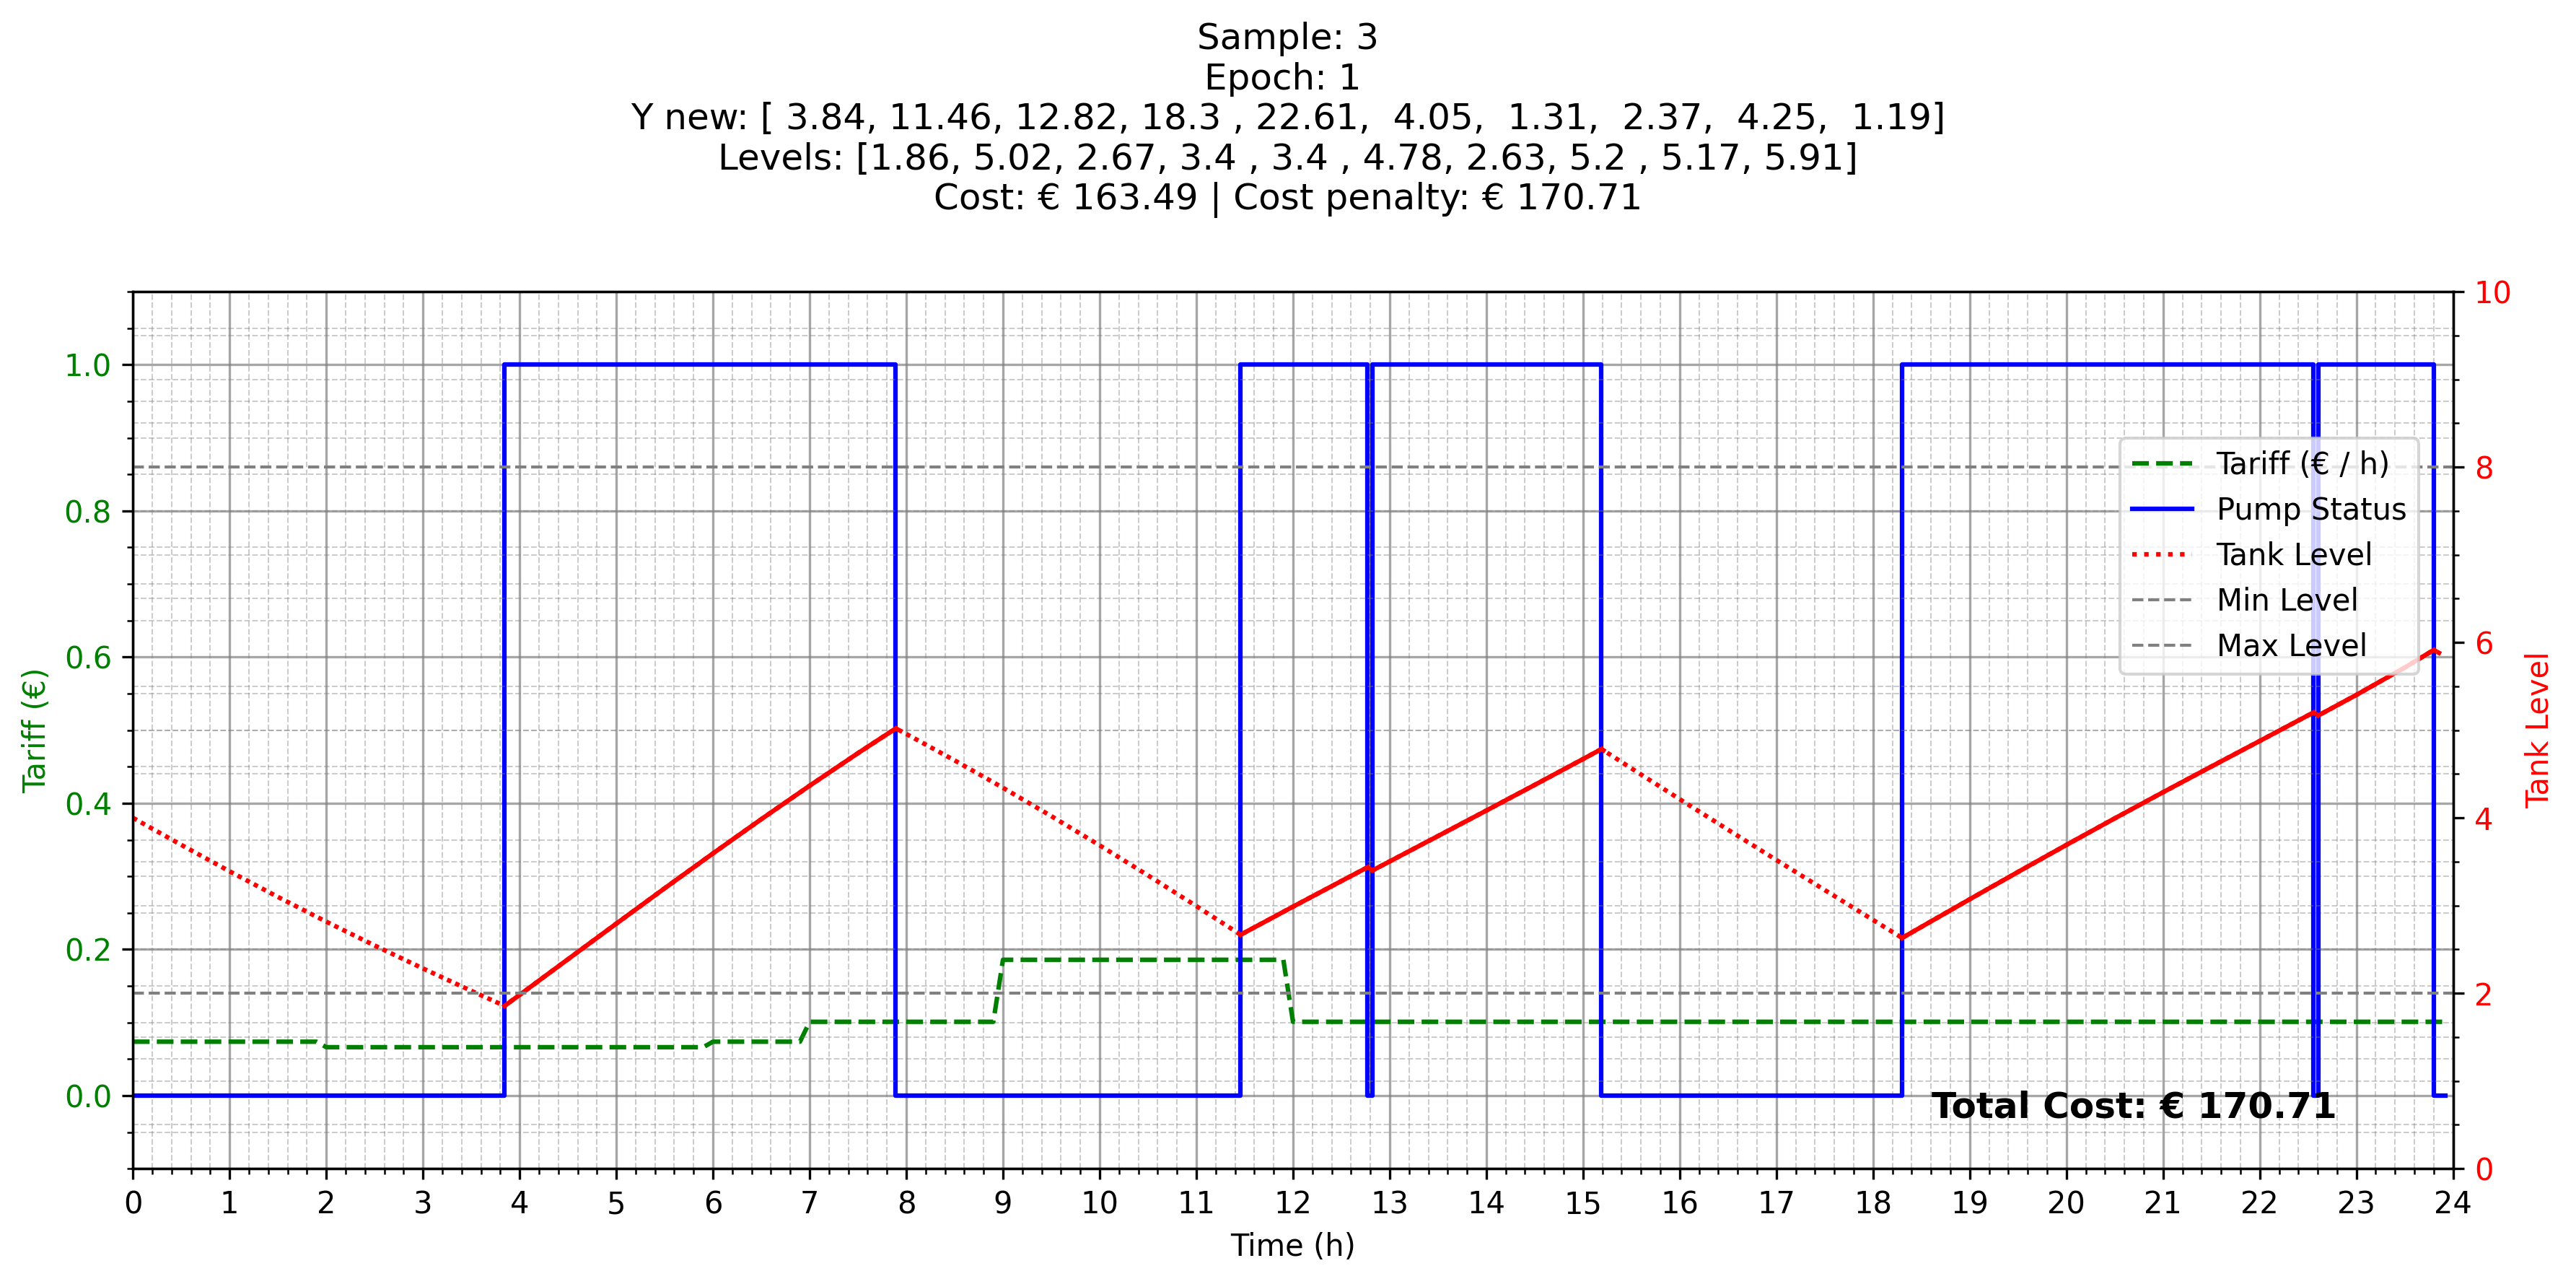 Sample: 3
Epoch: 1
Y new: [ 3.84, 11.46, 12.82, 18.3 , 22.61,  4.05,  1.31,  2.37,  4.25,  1.19]
Levels: [1.86, 5.02, 2.67, 3.4 , 3.4 , 4.78, 2.63, 5.2 , 5.17, 5.91]
Cost: € 163.49 | Cost penalty: € 170.71
Tariff (€)
1.0
0.8
0.6
0.4
0.2
0.0
10
8
6
4
2
0
Tank Level
Tariff (€ / h)
Pump Status
Tank Level
Min Level
Max Level
Total Cost: € 170.71
0 1 2 3 4 5 6 7 8 9 10 11 12 13 14 15 16 17 18 19 20 21 22 23 24
Time (h)